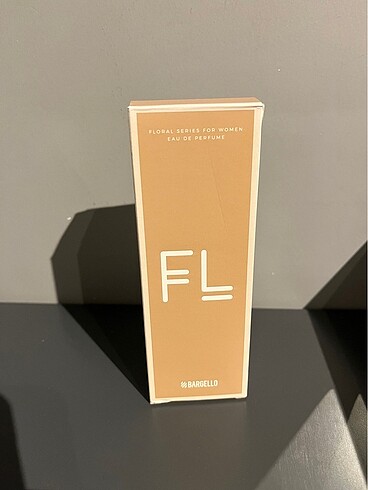 FLORAL SERIES FOR WOMEN
EAU DE PERFUME
FL
BARGELLO